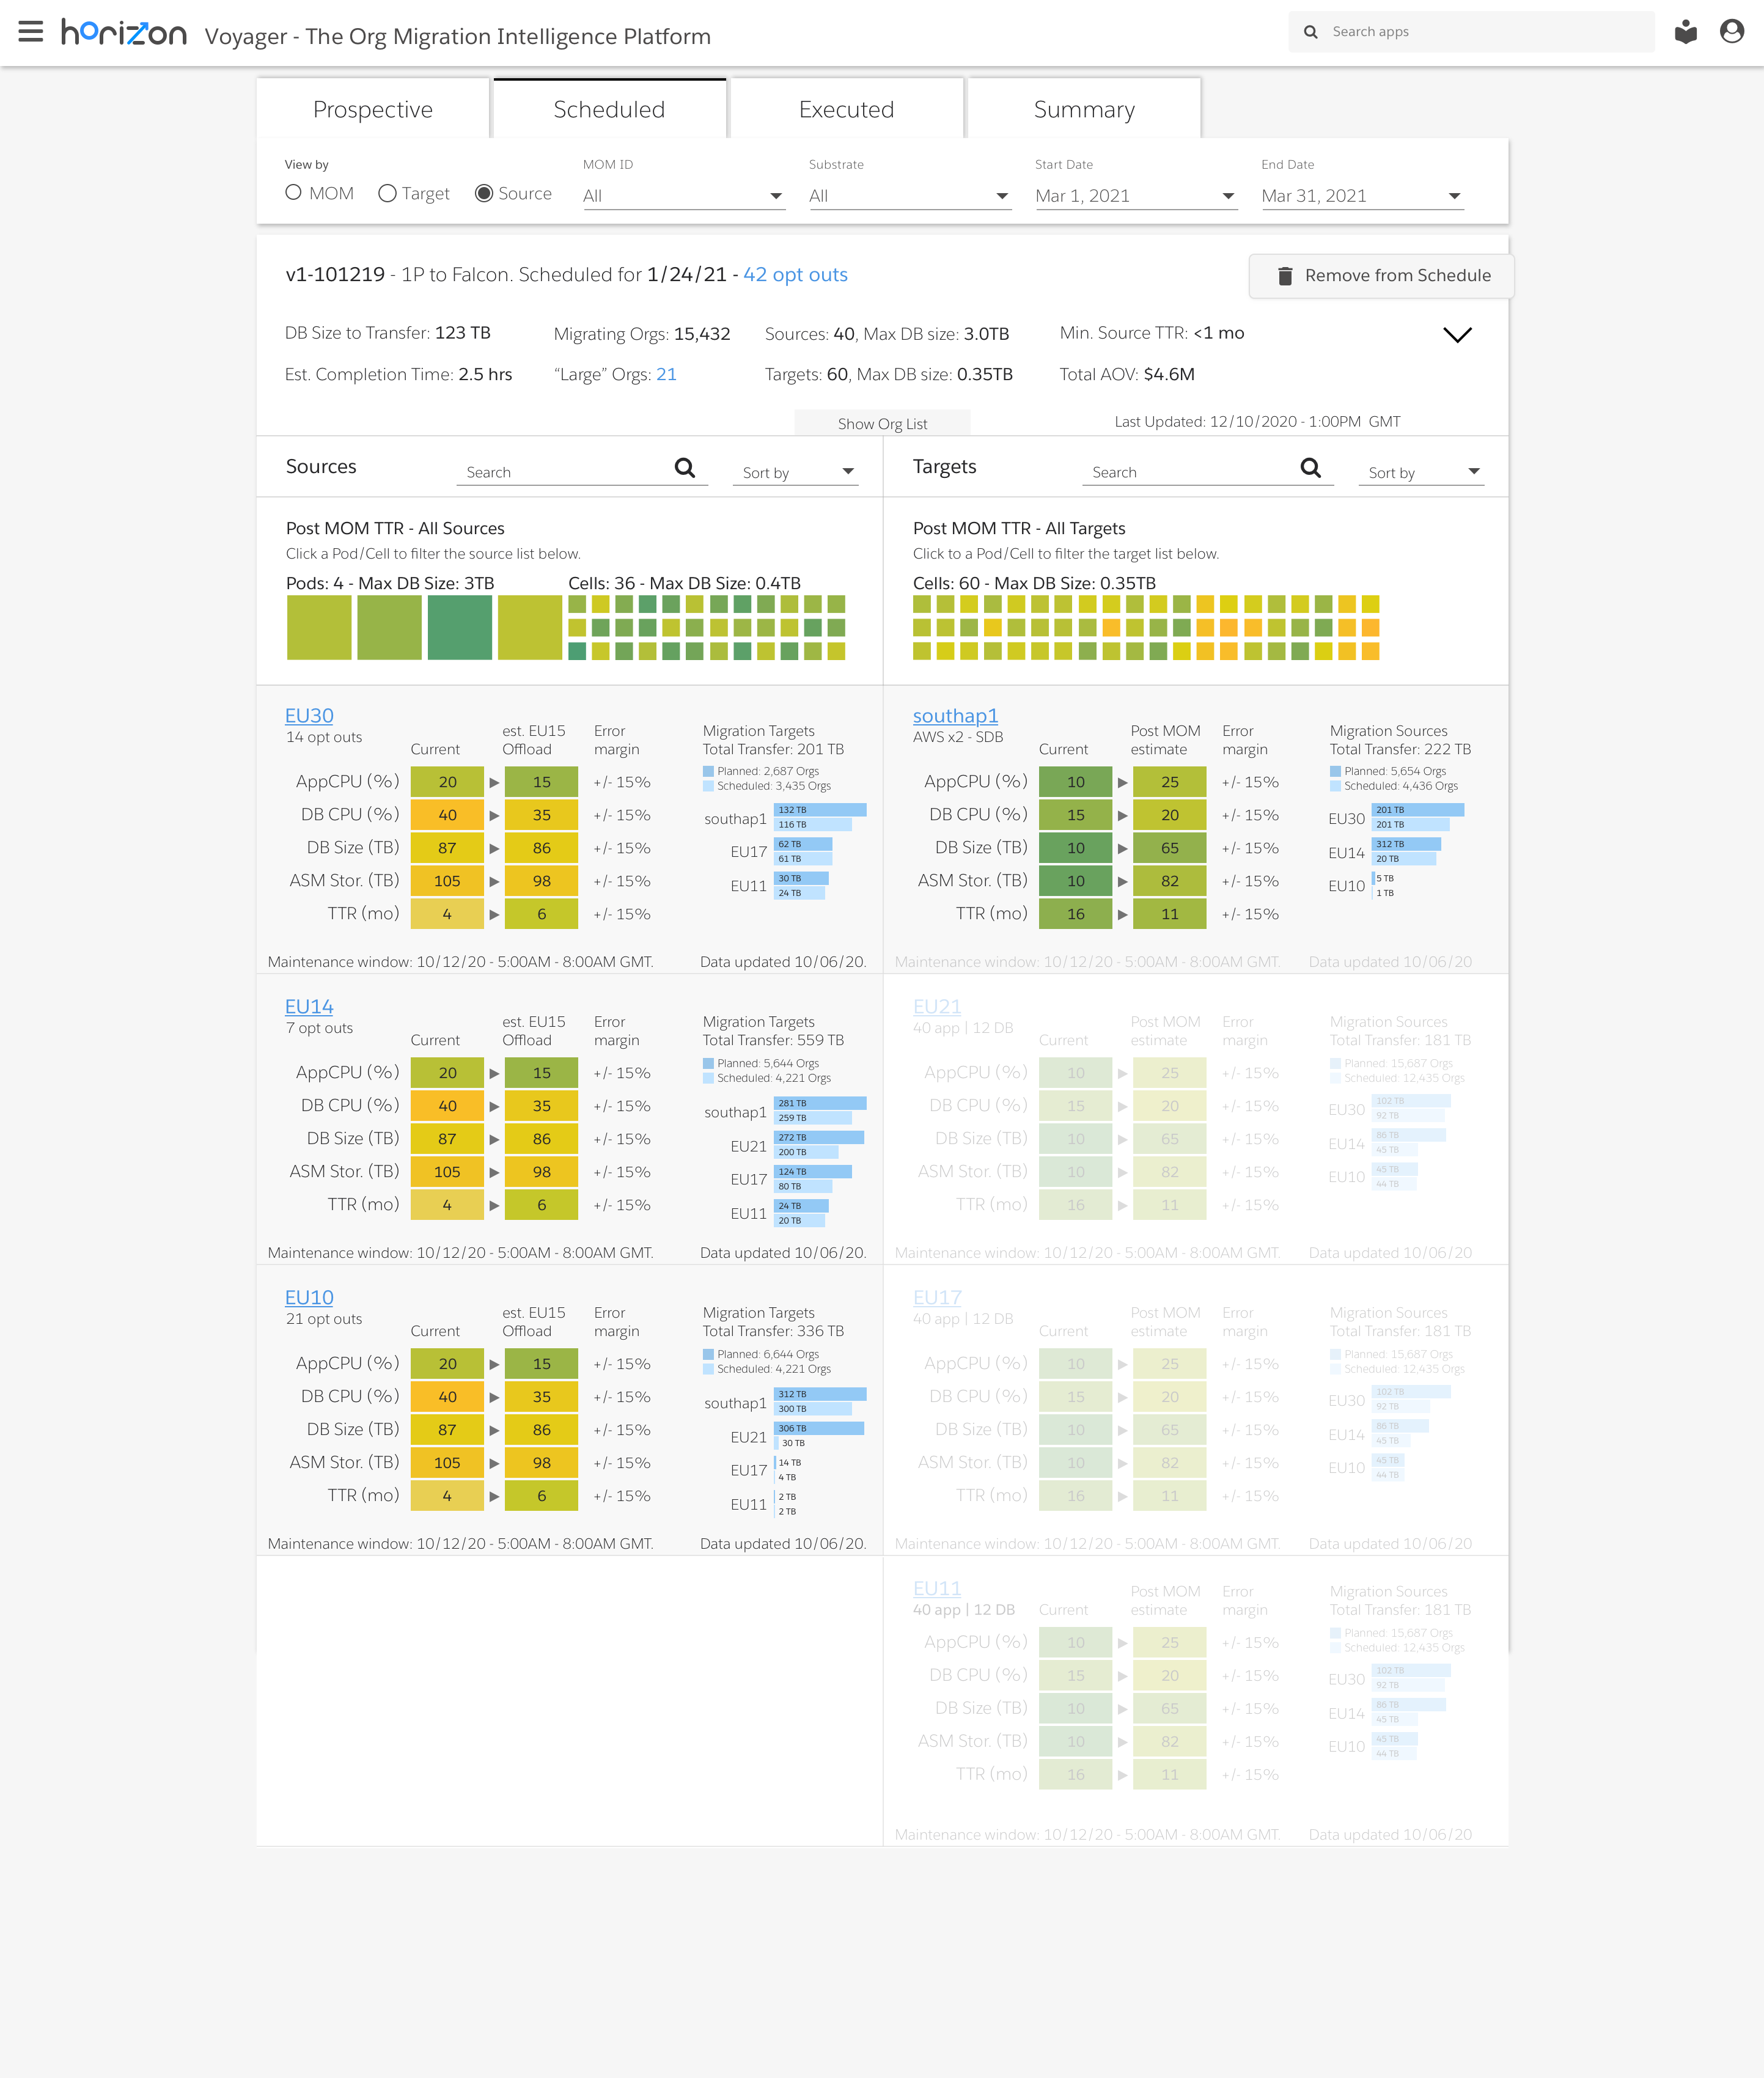 horizon Voyager - The Org Migration Intelligence Platform
Search apps
Prospective
Scheduled
Executed
Summary
View by
MOM
Target
Source
MOM ID
All
Substrate
All
Start Date
Mar 1, 2021
End Date
Mar 31, 2021
v1-101219 - 1P to Falcon. Scheduled for 1/24/21 - 42 opt outs
Remove from Schedule
DB Size to Transfer: 123 TB
Migrating Orgs: 15,432
Sources: 40, Max DB size: 3.0TB
Min. Source TTR: <1 mo
Est. Completion Time: 2.5 hrs
“Large” Orgs: 21
Targets: 60, Max DB size: 0.35TB
Total AOV: $4.6M
Show Org List
Last Updated: 12/10/2020 - 1:00PM GMT
Sources
Search
Sort by
Targets
Search
Sort by
Post MOM TTR - All Sources
Click a Pod/Cell to filter the source list below.
Pods: 4 - Max DB Size: 3TB
Cells: 36 - Max DB Size: 0.4TB
Post MOM TTR - All Targets
Click to a Pod/Cell to filter the target list below.
Cells: 60 - Max DB Size: 0.35TB
EU30
14 opt outs
Current
est. EU15
Offload
Error
margin
Migration Targets
Total Transfer: 201 TB
Planned: 2,687 Orgs
Scheduled: 3,435 Orgs
AppCPU (%) 20 15 +/- 15%
DB CPU (%) 40 35 +/- 15%
DB Size (TB) 87 86 +/- 15%
ASM Stor. (TB) 105 98 +/- 15%
TTR (mo) 4 6 +/- 15%
southap1 132 TB
116 TB
EU17 62 TB
61 TB
EU11 30 TB
24 TB
Maintenance window: 10/12/20 - 5:00AM - 8:00AM GMT.
Data updated 10/06/20.
southap1
AWS x2 - SDB
Current
Post MOM
estimate
Error
margin
Migration Sources
Total Transfer: 222 TB
Planned: 5,654 Orgs
Scheduled: 4,436 Orgs
AppCPU (%) 10 25 +/- 15%
DB CPU (%) 15 20 +/- 15%
DB Size (TB) 10 65 +/- 15%
ASM Stor. (TB) 10 82 +/- 15%
TTR (mo) 16 11 +/- 15%
EU30 201 TB
201 TB
EU14 312 TB
20 TB
EU10 5 TB
1 TB
Maintenance window: 10/12/20 - 5:00AM - 8:00AM GMT.
Data updated 10/06/20
EU14
7 opt outs
Current
est. EU15
Offload
Error
margin
Migration Targets
Total Transfer: 559 TB
Planned: 5,644 Orgs
Scheduled: 4,221 Orgs
AppCPU (%) 20 15 +/- 15%
DB CPU (%) 40 35 +/- 15%
DB Size (TB) 87 86 +/- 15%
ASM Stor. (TB) 105 98 +/- 15%
TTR (mo) 4 6 +/- 15%
southap1 281 TB
259 TB
EU21 272 TB
200 TB
EU17 124 TB
80 TB
EU11 24 TB
20 TB
Maintenance window: 10/12/20 - 5:00AM - 8:00AM GMT.
Data updated 10/06/20.
EU21
40 app | 12 DB
Current
Post MOM
estimate
Error
margin
Migration Sources
Total Transfer: 181 TB
Planned: 15,687 Orgs
Scheduled: 12,435 Orgs
AppCPU (%) 10 25 +/- 15%
DB CPU (%) 15 20 +/- 15%
DB Size (TB) 10 65 +/- 15%
ASM Stor. (TB) 10 82 +/- 15%
TTR (mo) 16 11 +/- 15%
EU30 102 TB
92 TB
EU14 86 TB
45 TB
EU10 45 TB
44 TB
Maintenance window: 10/12/20 - 5:00AM - 8:00AM GMT.
Data updated 10/06/20
EU10
21 opt outs
Current
est. EU15
Offload
Error
margin
Migration Targets
Total Transfer: 336 TB
Planned: 6,644 Orgs
Scheduled: 4,221 Orgs
AppCPU (%) 20 15 +/- 15%
DB CPU (%) 40 35 +/- 15%
DB Size (TB) 87 86 +/- 15%
ASM Stor. (TB) 105 98 +/- 15%
TTR (mo) 4 6 +/- 15%
southap1 312 TB
300 TB
EU21 306 TB
30 TB
EU17 14 TB
4 TB
EU11 2 TB
2 TB
Maintenance window: 10/12/20 - 5:00AM - 8:00AM GMT.
Data updated 10/06/20.
EU17
40 app | 12 DB
Current
Post MOM
estimate
Error
margin
Migration Sources
Total Transfer: 181 TB
Planned: 15,687 Orgs
Scheduled: 12,435 Orgs
AppCPU (%) 10 25 +/- 15%
DB CPU (%) 15 20 +/- 15%
DB Size (TB) 10 65 +/- 15%
ASM Stor. (TB) 10 82 +/- 15%
TTR (mo) 16 11 +/- 15%
EU30 102 TB
92 TB
EU14 86 TB
45 TB
EU10 45 TB
44 TB
Maintenance window: 10/12/20 - 5:00AM - 8:00AM GMT.
Data updated 10/06/20
EU11
40 app | 12 DB
Current
Post MOM
estimate
Error
margin
Migration Sources
Total Transfer: 181 TB
Planned: 15,687 Orgs
Scheduled: 12,435 Orgs
AppCPU (%) 10 25 +/- 15%
DB CPU (%) 15 20 +/- 15%
DB Size (TB) 10 65 +/- 15%
ASM Stor. (TB) 10 82 +/- 15%
TTR (mo) 16 11 +/- 15%
EU30 102 TB
92 TB
EU14 86 TB
45 TB
EU10 45 TB
44 TB
Maintenance window: 10/12/20 - 5:00AM - 8:00AM GMT.
Data updated 10/06/20